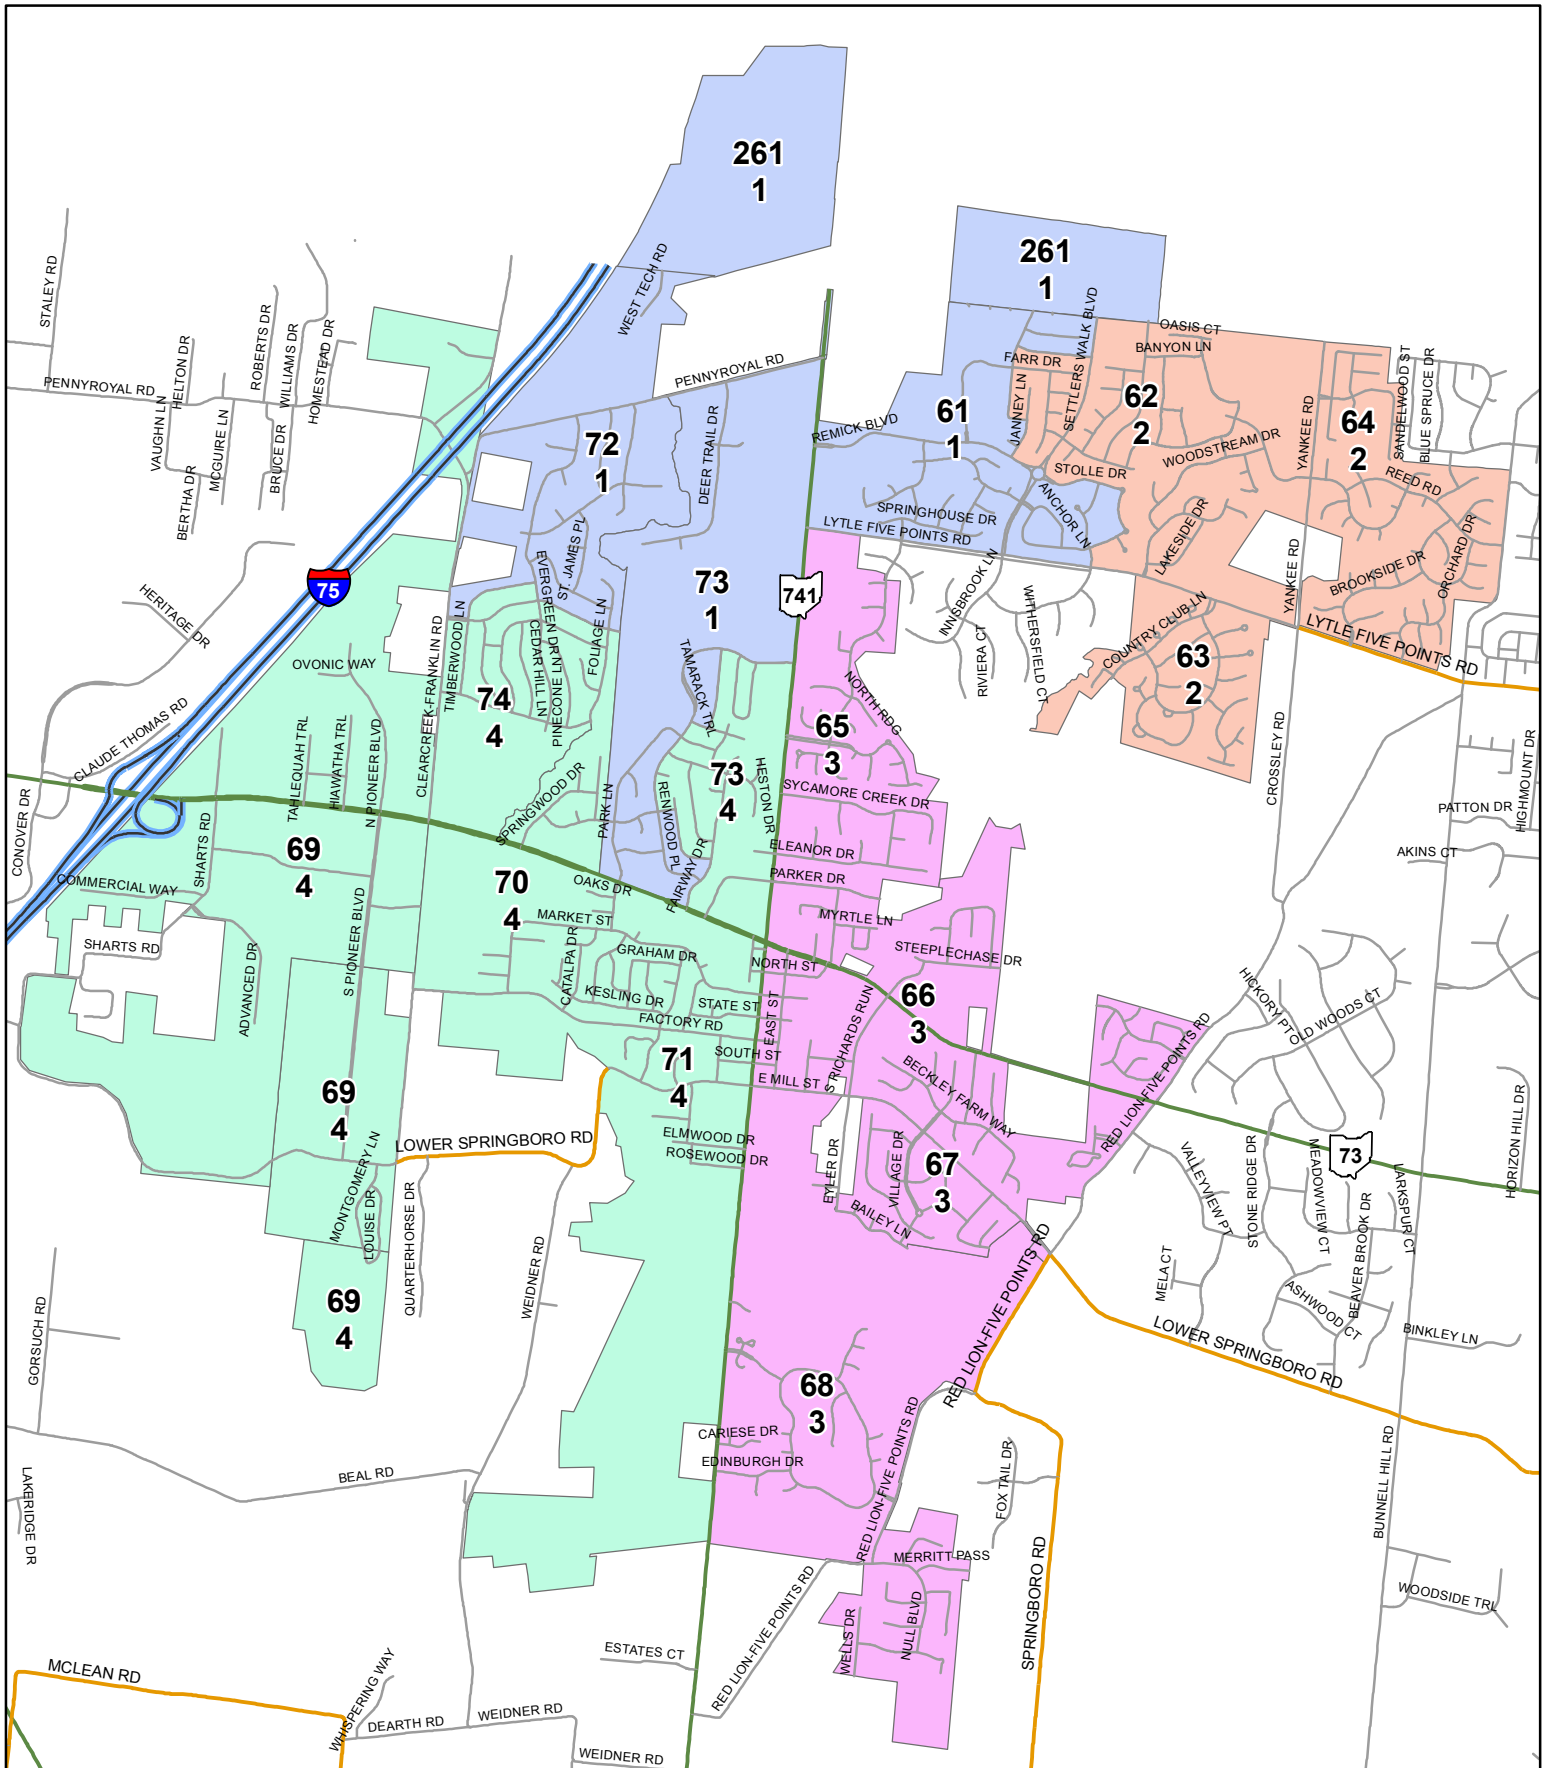 261
1
261
1
STALEY RD
WEST TECH RD
HELTON DR
ROBERTS DR
WILLIAMS DR
HOMESTEAD DR
PENNYROYAL RD
PENNYROYAL RD
VAUGHN LN
MCGUIRE LN
BRUCE DR
BERTHA DR
OASIS CT
BANYON LN
SETTLERS WALK BLVD
FARR DR
JANNEY LN
SANDELWOOD ST
BLUE SPRUCE DR
62
2
64
2
61
1
72
1
REMICK BLVD
DEER TRAIL DR
YANKEE RD
WOODSTREAM DR
STOLLE DR
REED RD
ANCHOR LN
SPRINGHOUSE DR
LYTLE FIVE POINTS RD
LAKESIDE DR
ORCHARD DR
BROOKSIDE DR
YANKEE RD
ST. JAMES PL
EVERGREEN DR
INNSBROOK LN
WITHERSFIELD CT
RIVIERA CT
75
741
73
1
HERITAGE DR
OVONIC WAY
CLEARCREEK-FRANKLIN RD
TIMBERWOOD LN
CEDAR HILL LN
PINECONE LN
FOLIAGE LN
TAMARACK TRL
COUNTRY CLUB LN
LYTLE FIVE POINTS RD
63
2
74
4
65
3
NORTH RDG
CLAUDE THOMAS RD
TAHLEQUAH TRL
HIAWATHA TRL
N PIONEER BLVD
CROSSLEY RD
HIGHMOUNT DR
73
4
HESTON DR
SYCAMORE CREEK DR
SPRINGWOOD DR
PARK LN
RENWOOD PL
FAIRWAY DR
CONOVER DR
SHARTS RD
PATTON DR
AKINS CT
69
4
COMMERCIAL WAY
ELEANOR DR
PARKER DR
70
4
OAKS DR
MARKET ST
MYRTLE LN
SHARTS RD
ADVANCED DR
S PIONEER BLVD
CATALPA DR
GRAHAM DR
NORTH ST
STEEPLECHASE DR
KESLING DR
STATE ST
FACTORY RD
EAST ST
S RICHARDS RUN
66
3
HICKORY PT
OLD WOODS CT
SOUTH ST
71
4
E MILL ST
BECKLEY FARM WAY
RED LION-FIVE POINTS RD
69
4
LOWER SPRINGBORO RD
ELMWOOD DR
ROSEWOOD DR
EYLER DR
VILLAGE DR
67
3
BAILEY LN
VALLEYVIEW PT
STONE RIDGE DR
MEADOWVIEW CT
73
LARKSPUR CT
HORIZON HILL DR
MONTGOMERY LN
LOUISE DR
QUARTERHORSE DR
WEIDNER RD
MELA CT
BEAVER BROOK DR
ASHWOOD CT
69
4
GORSUCH RD
RED LION-FIVE POINTS RD
LOWER SPRINGBORO RD
BINKLEY LN
68
3
CARIESE DR
EDINBURGH DR
RED LION-FIVE POINTS RD
FOX TAIL DR
BUNNELL HILL RD
BEAL RD
LAKERIDGE DR
MERRITT PASS
SPRINGBORO RD
WOODSIDE TRL
NULL BLVD
WELLS DR
RED LION-FIVE POINTS RD
ESTATES CT
MCLEAN RD
WHISPERING WAY
DEARTH RD
WEIDNER RD
WEIDNER RD